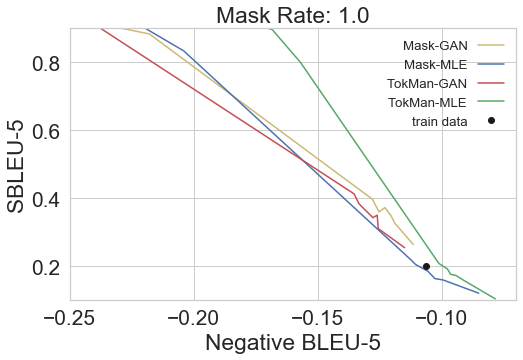 Mask Rate: 1.0
Mask-GAN
Mask-MLE
TokMan-GAN
TokMan-MLE
train data
SBLEU-5
0.8
0.6
0.4
0.2
−0.25
−0.20
−0.15
−0.10
Negative BLEU-5